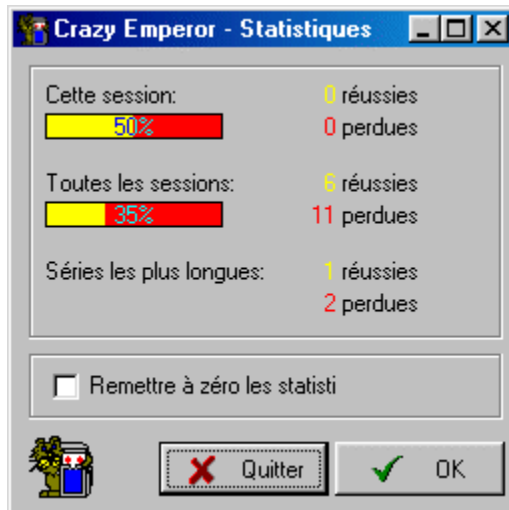 Crazy Emperor - Statistiques
Cette session: 0 réussies
50% 0 perdues
Toutes les sessions: 6 réussies
35% 11 perdues
Séries les plus longues: 1 réussies
2 perdues
Remettre à zéro les statisti
Quitter OK